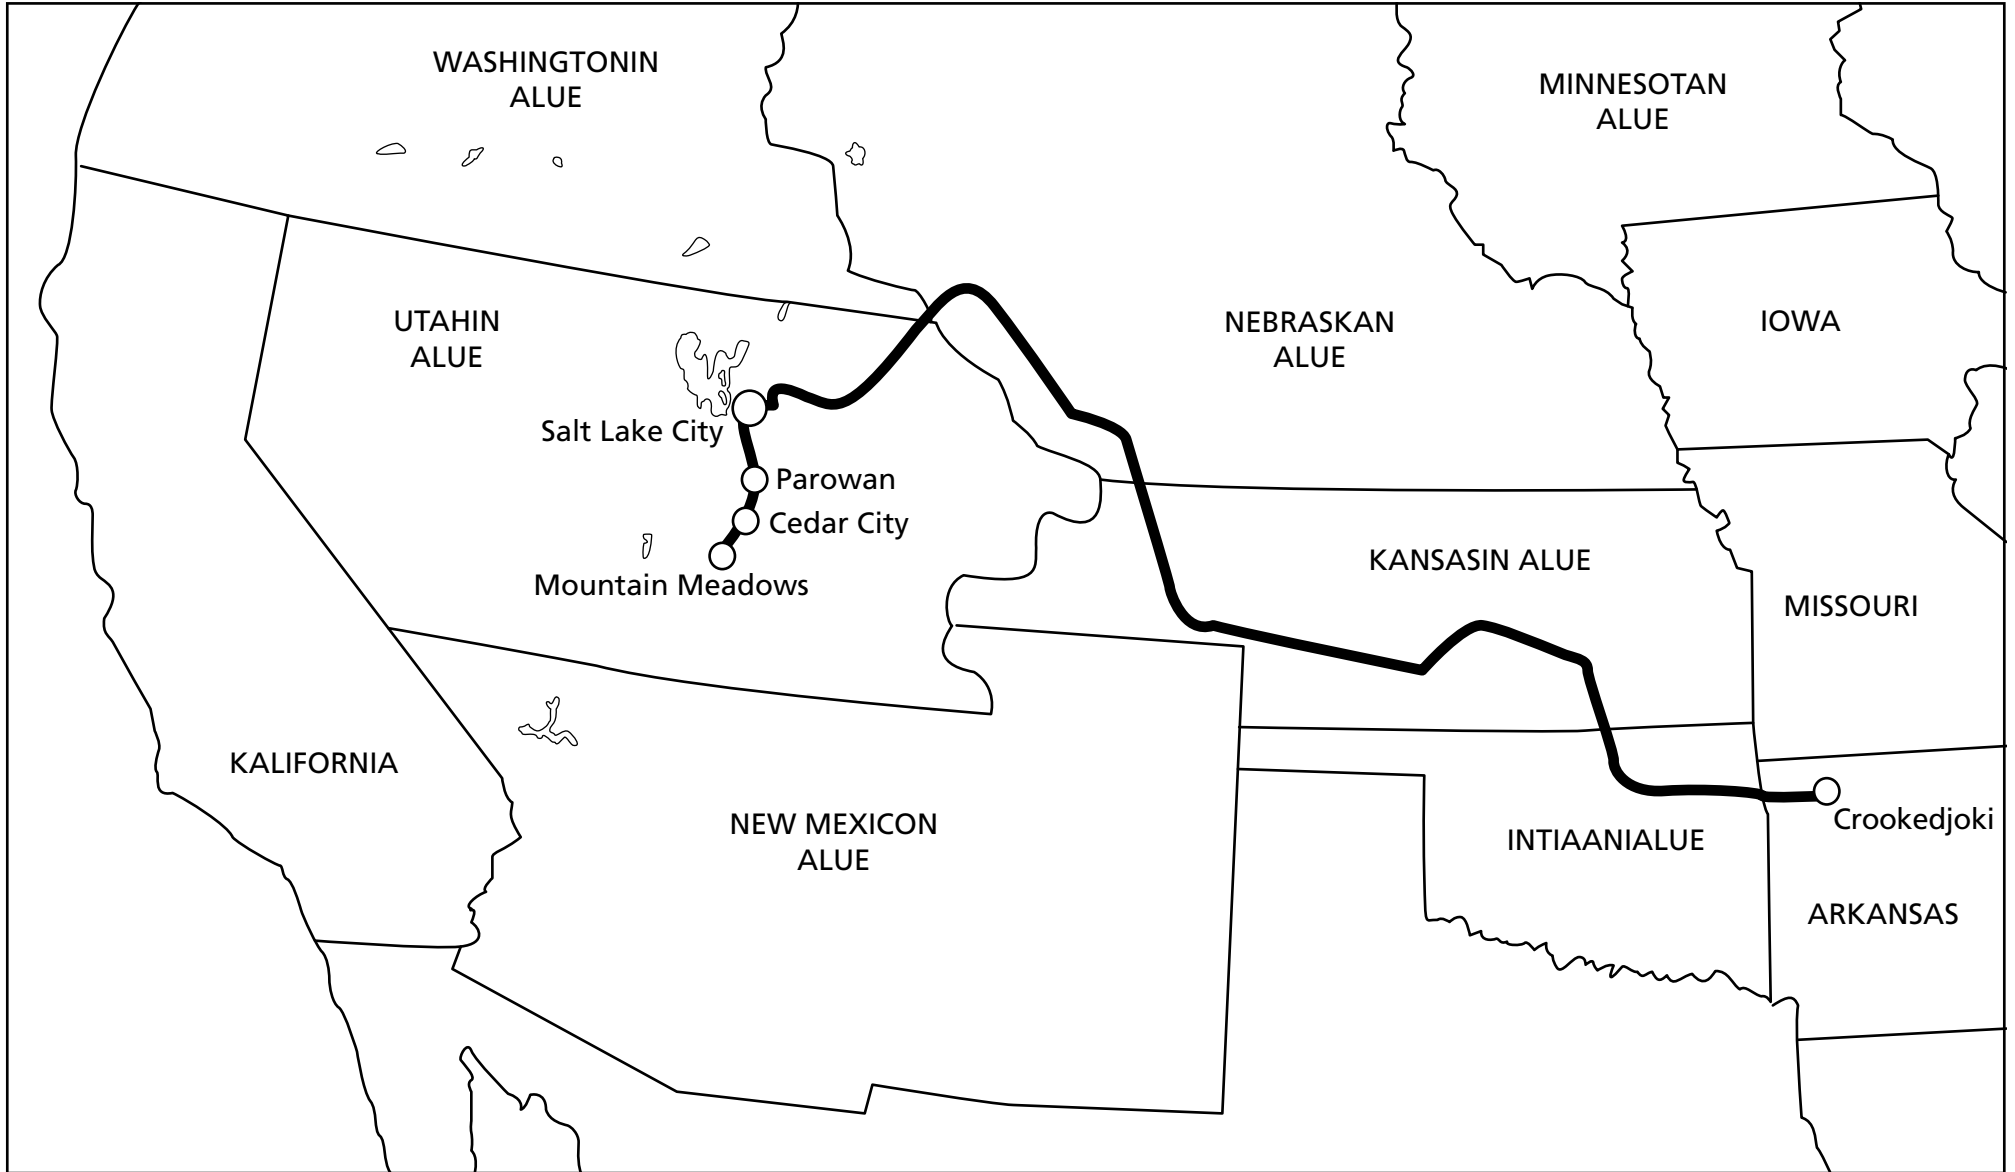 WASHINGTONIN
ALUE
MINNESOTAN
ALUE
UTAHIN
ALUE
NEBRASKAN
ALUE
IOWA
Salt Lake City
Parowan
Cedar City
Mountain Meadows
KANSASIN ALUE
MISSOURI
KALIFORNIA
NEW MEXICON
ALUE
INTIAANIALUE
Crookedjoki
ARKANSAS